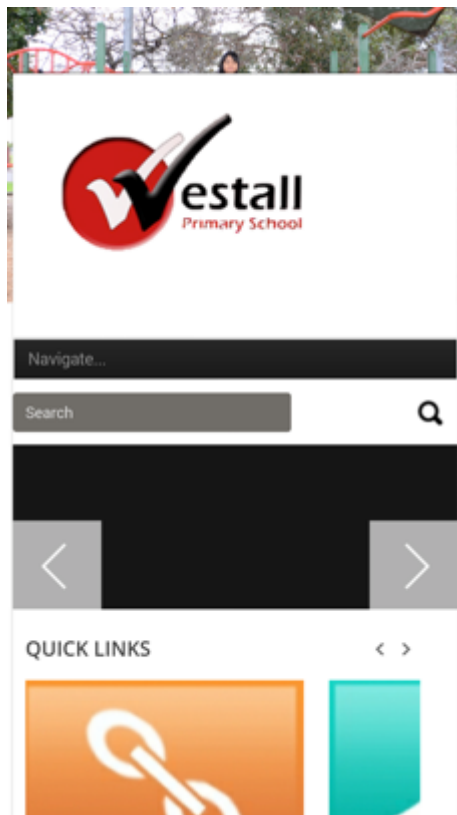 Westall
Primary School
Navigate...
Search
QUICK LINKS